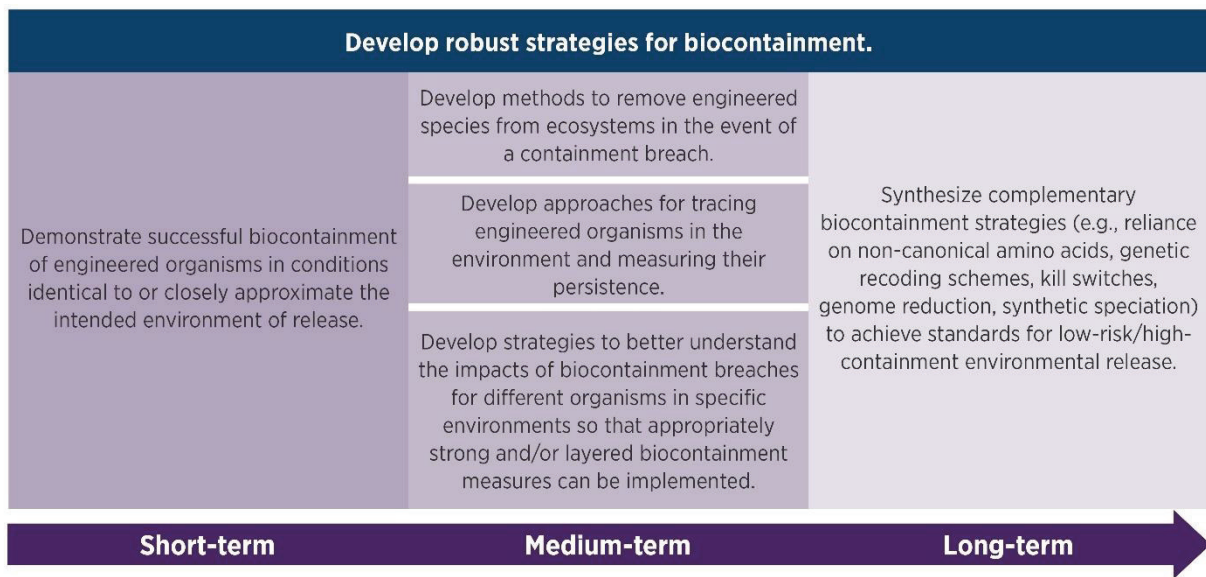 Develop robust strategies for biocontainment.
Demonstrate successful biocontainment
of engineered organisms in conditions
identical to or closely approximate the
intended environment of release.
Develop methods to remove engineered
species from ecosystems in the event of
a containment breach.
Develop approaches for tracing
engineered organisms in the
environment and measuring their
persistence.
Develop strategies to better understand
the impacts of biocontainment breaches
for different organisms in specific
environments so that appropriately
strong and/or layered biocontainment
measures can be implemented.
Synthesize complementary
biocontainment strategies (e.g., reliance
on non-canonical amino acids, genetic
recoding schemes, kill switches,
genome reduction, synthetic speciation)
to achieve standards for low-risk/high-
containment environmental release.
Short-term
Medium-term
Long-term